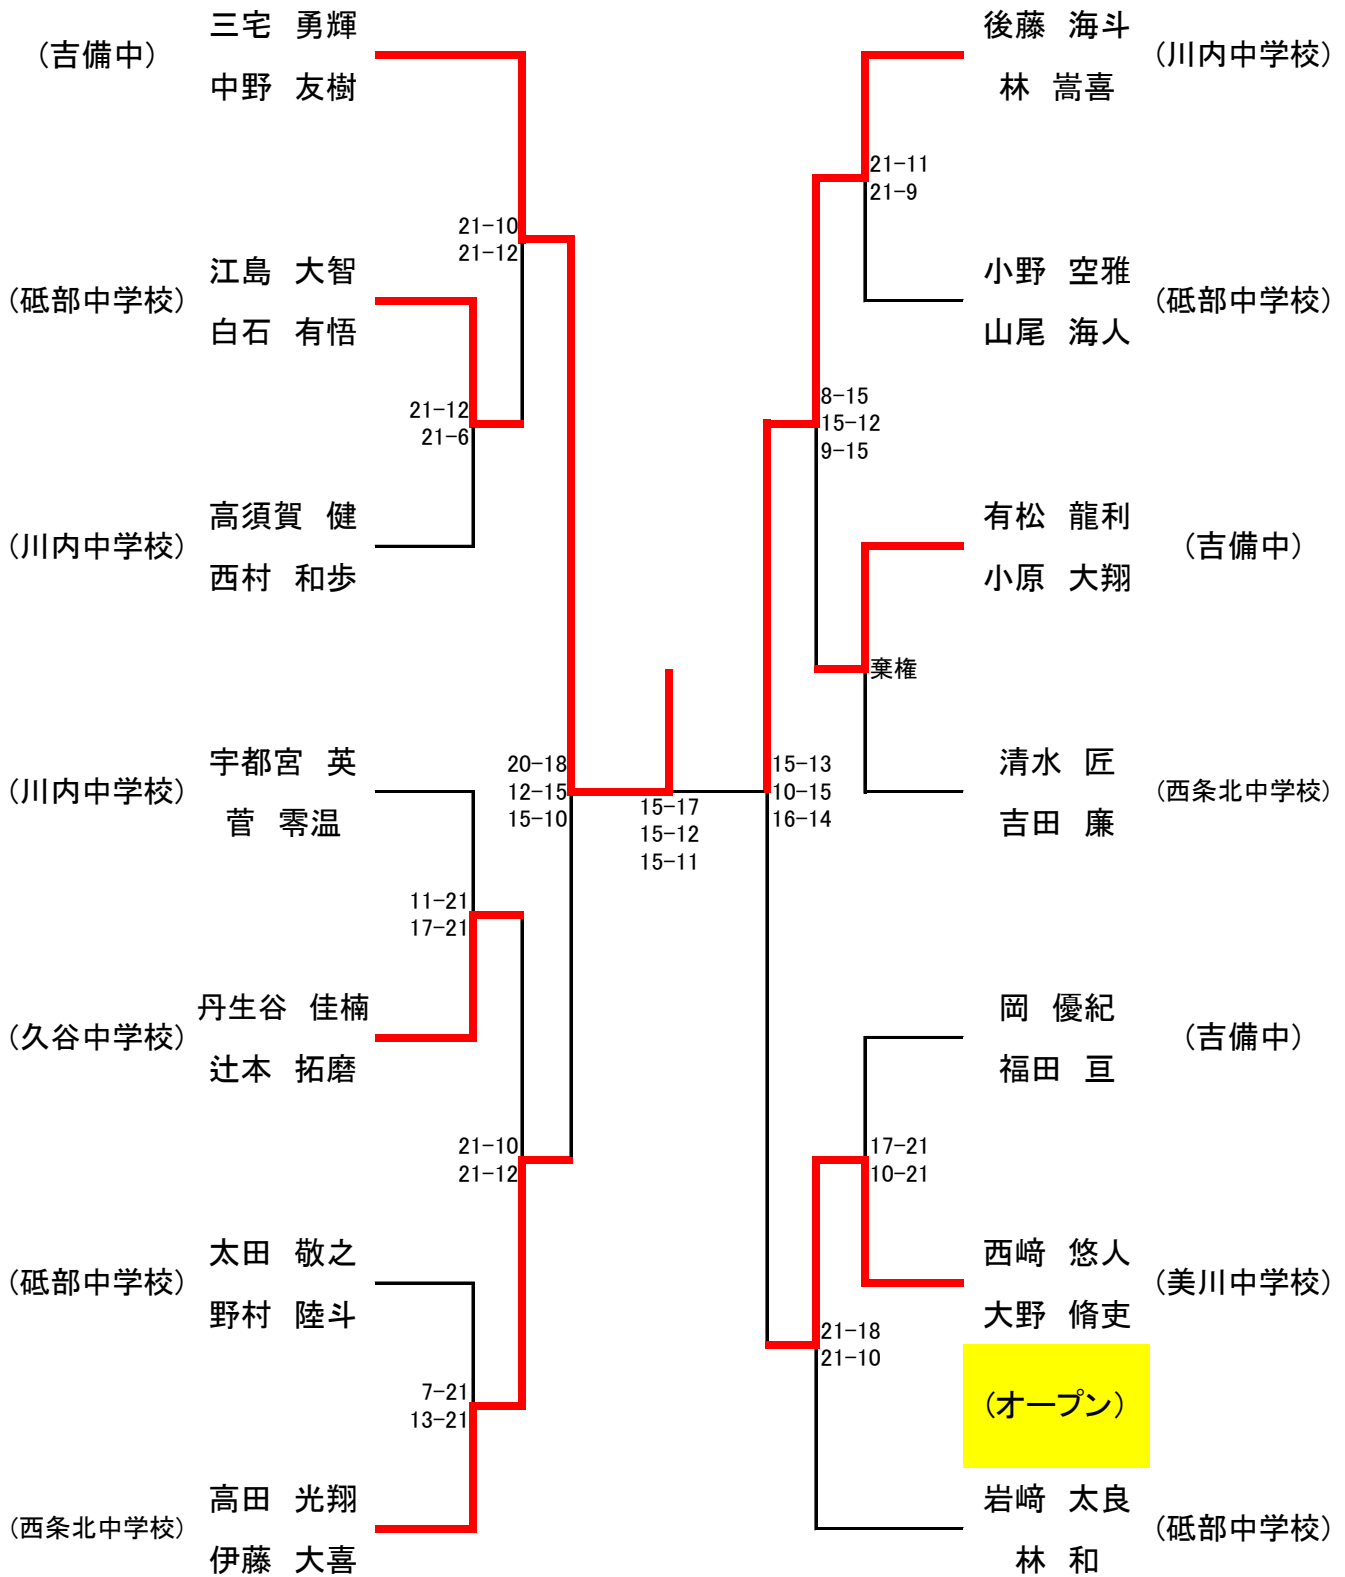 三宅 勇輝
(吉備中)
中野 友樹
21-10
21-12
江島 大智
(砥部中学校)
白石 有悟
21-12
21-6
高須賀 健
(川内中学校)
西村 和歩
宇都宮 英
(川内中学校)
菅 零温
20-18
12-15
15-10
11-21
17-21
丹生谷 佳楠
(久谷中学校)
辻本 拓磨
21-10
21-12
太田 敬之
(砥部中学校)
野村 陸斗
7-21
13-21
高田 光翔
(西条北中学校)
伊藤 大喜
15-17
15-12
15-11
後藤 海斗
(川内中学校)
林 嵩喜
21-11
21-9
小野 空雅
(砥部中学校)
山尾 海人
8-15
15-12
9-15
有松 龍利
(吉備中)
小原 大翔
棄権
清水 匠
(西条北中学校)
吉田 廉
15-13
10-15
16-14
岡 優紀
(吉備中)
福田 亘
17-21
10-21
西﨑 悠人
(美川中学校)
大野 脩吏
21-18
21-10
(オープン)
岩﨑 太良
(砥部中学校)
林 和